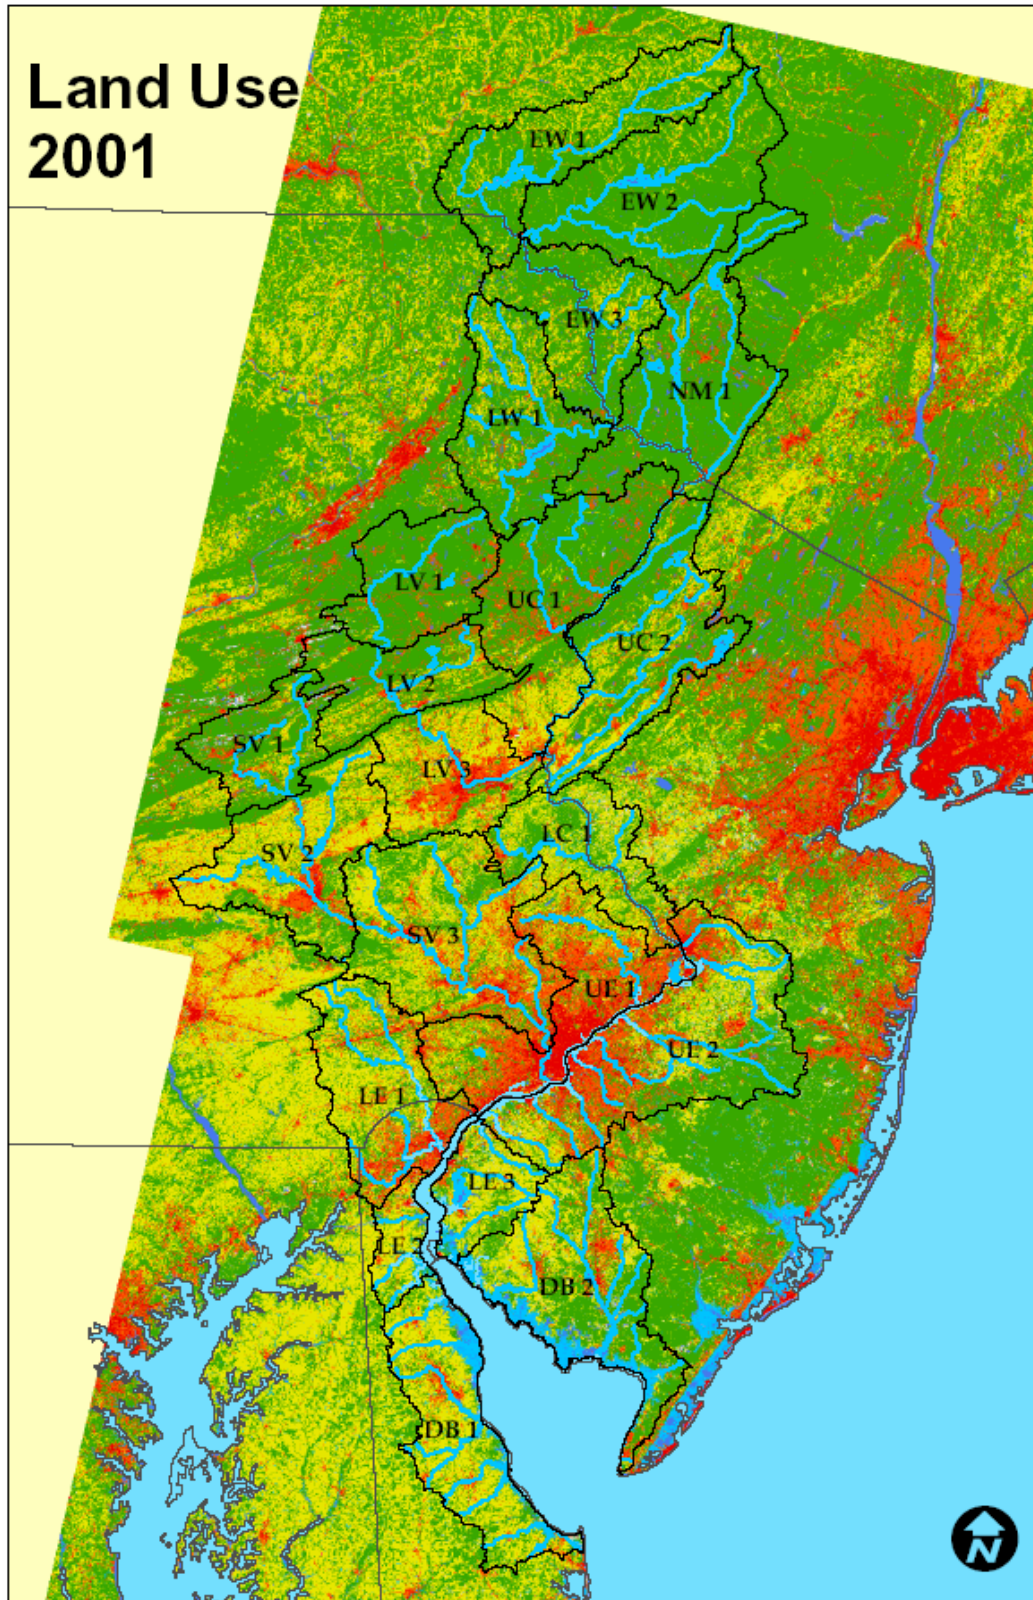 Land Use
2001
EW 1
EW 2
EW 3
NM 1
LW 1
LV 1
UC 1
UC 2
LV 2
SV 1
LV 3
LC 1
SV 2
SV 3
UE 1
UE 2
LE 1
LE 3
LE 2
DB 2
DB 1
N